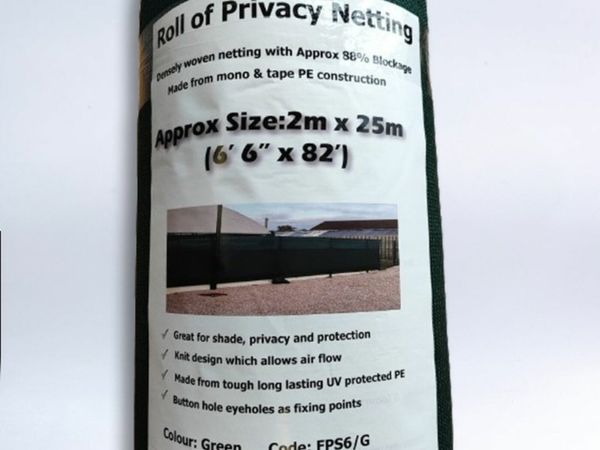 Roll of Privacy Netting
Densely woven netting with Approx 88% Blockage
Made from mono & tape PE construction
Approx Size:2m x 25m
(6' 6" x 82')
Great for shade, privacy and protection
Knit design which allows air flow
Made from tough long lasting UV protected PE
Button hole eyeholes as fixing points
Colour: Green Code: FPS6/G